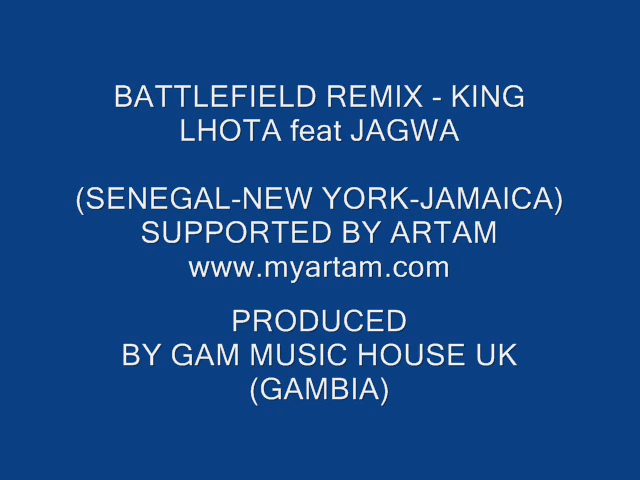 BATTLEFIELD REMIX - KING
LHOTA feat JAGWA
(SENEGAL-NEW YORK-JAMAICA)
SUPPORTED BY ARTAM
www.myartam.com
PRODUCED
BY GAM MUSIC HOUSE UK
(GAMBIA)